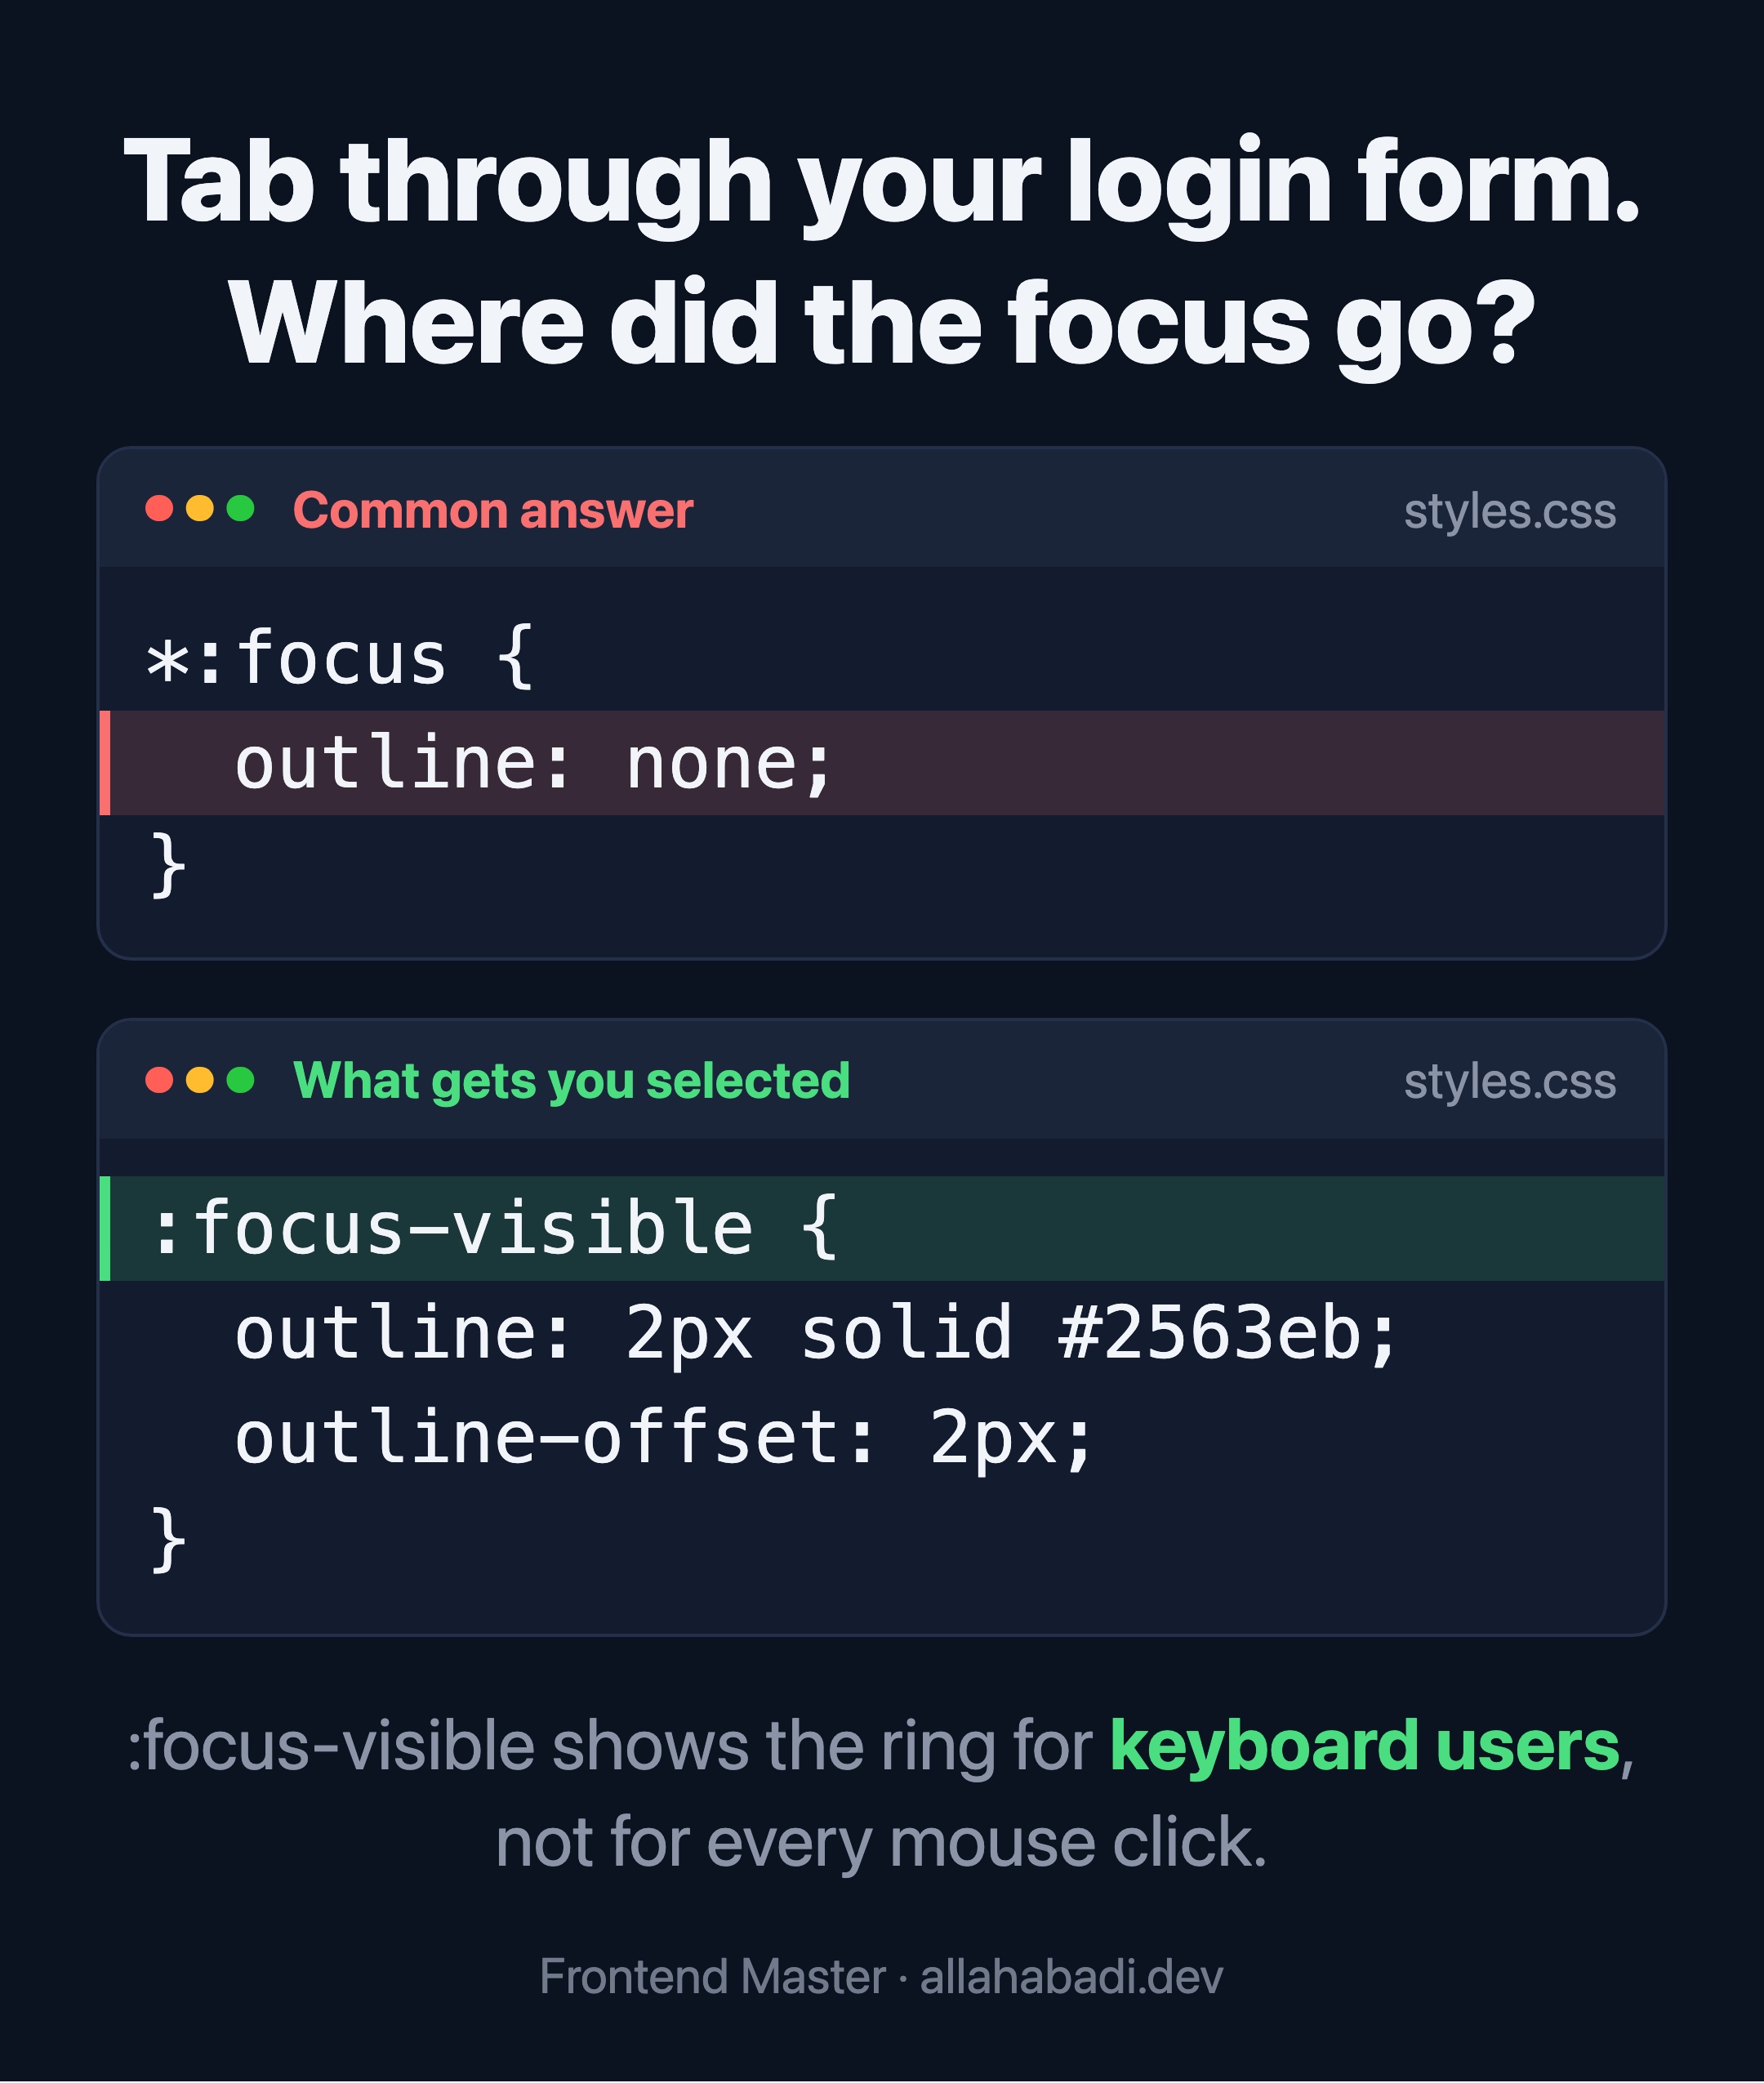 Tab through your login form.
Where did the focus go?
Common answer styles.css
*:focus {
  outline: none;
}
What gets you selected styles.css
:focus-visible {
  outline: 2px solid #2563eb;
  outline-offset: 2px;
}
:focus-visible shows the ring for keyboard users,
not for every mouse click.
Frontend Master · allahabadi.dev